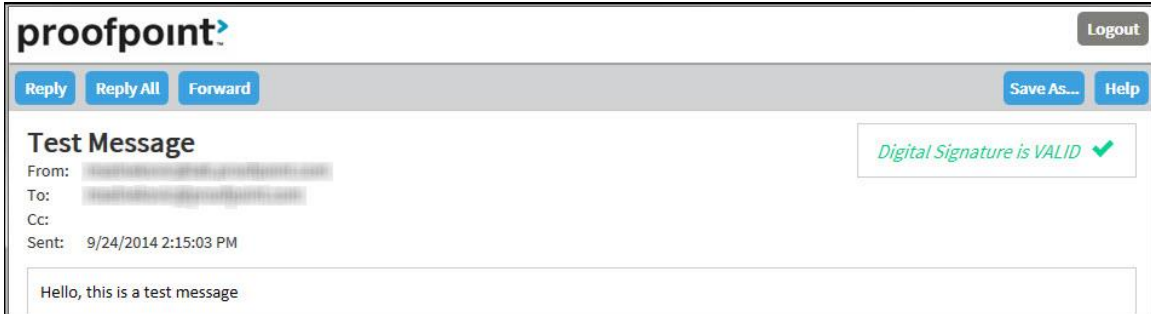 proofpoint
Logout
Reply Reply All Forward Save As... Help
Test Message
Digital Signature is VALID
From:
To:
Cc:
Sent: 9/24/2014 2:15:03 PM
Hello, this is a test message